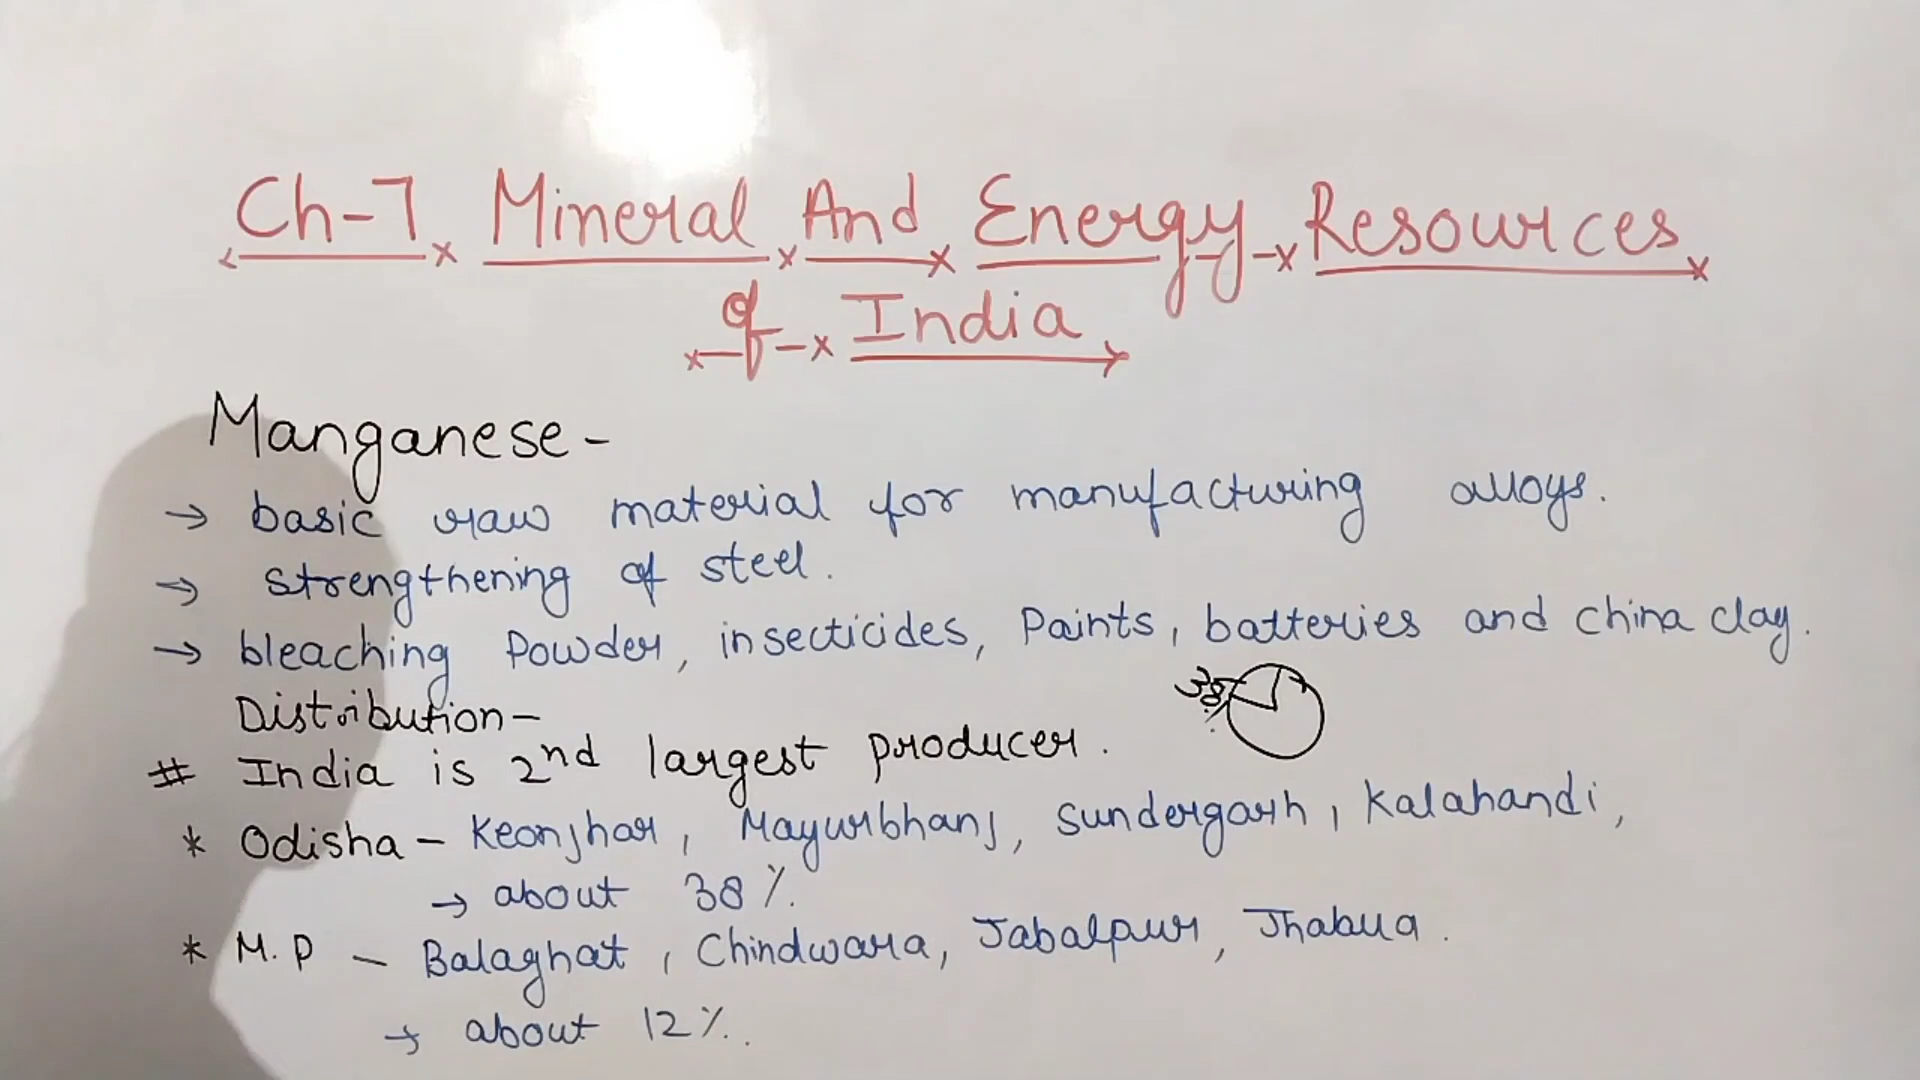 Ch-7 Mineral And Energy Resources
of India
Manganese -
→ basic raw material for manufacturing alloys.
→ strengthening of steel.
→ bleaching Powder, insecticides, Paints, batteries and china clay.
38%
Distribution -
# India is 2nd largest producer.
* Odisha - Keonjhar, Mayurbhanj, Sundergarh, Kalahandi,
→ about 38%.
* M.P - Balaghat, Chindwara, Jabalpur, Jhabua.
→ about 12%.